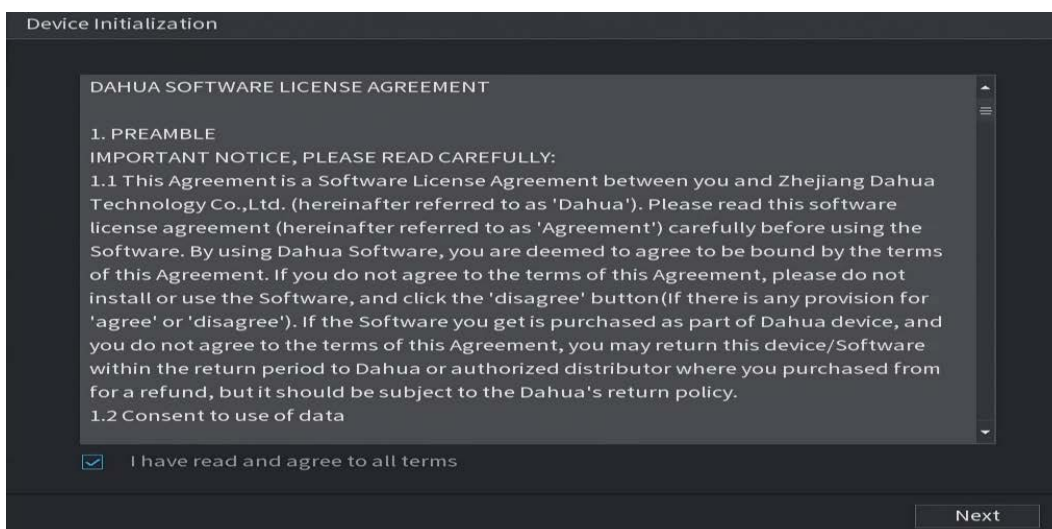 Device Initialization
DAHUA SOFTWARE LICENSE AGREEMENT
1. PREAMBLE
IMPORTANT NOTICE, PLEASE READ CAREFULLY:
1.1 This Agreement is a Software License Agreement between you and Zhejiang Dahua
Technology Co.,Ltd. (hereinafter referred to as 'Dahua'). Please read this software
license agreement (hereinafter referred to as 'Agreement') carefully before using the
Software. By using Dahua Software, you are deemed to agree to be bound by the terms
of this Agreement. If you do not agree to the terms of this Agreement, please do not
install or use the Software, and click the 'disagree' button(If there is any provision for
'agree' or 'disagree'). If the Software you get is purchased as part of Dahua device, and
you do not agree to the terms of this Agreement, you may return this device/Software
within the return period to Dahua or authorized distributor where you purchased from
for a refund, but it should be subject to the Dahua's return policy.
1.2 Consent to use of data
I have read and agree to all terms
Next